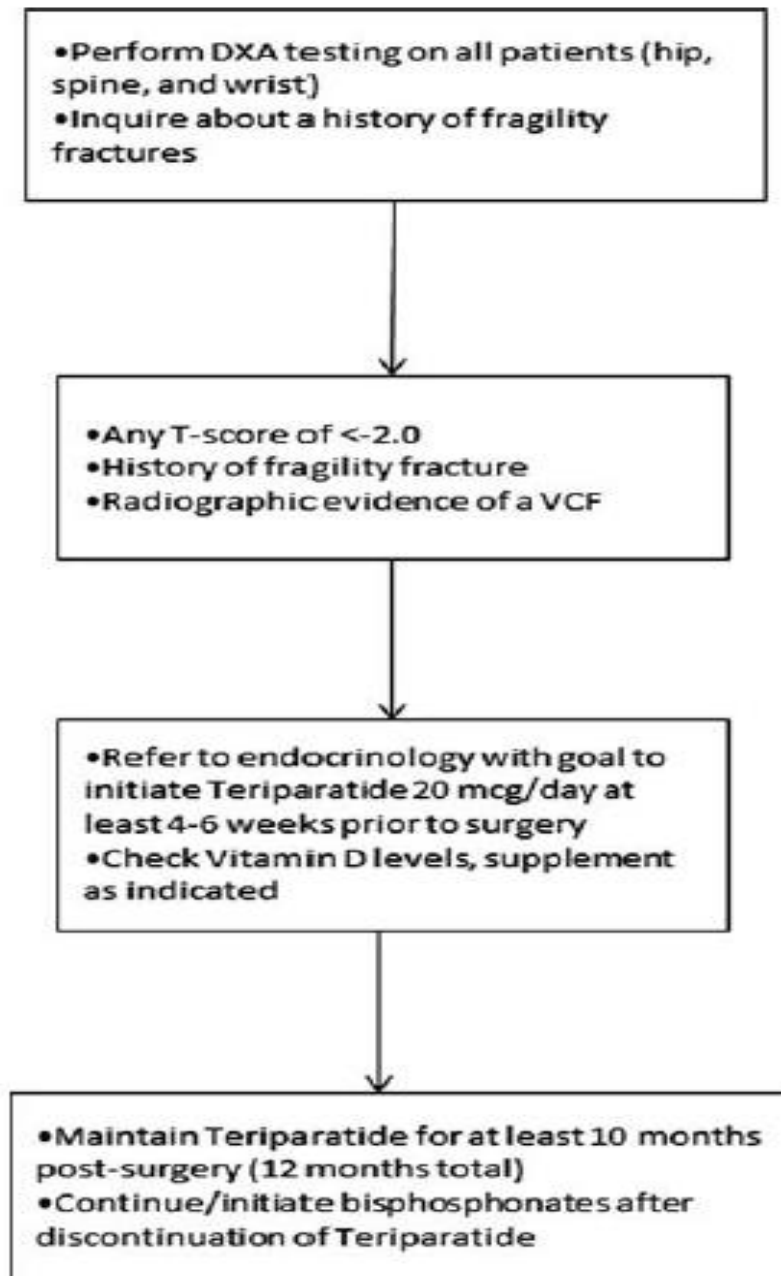 •Perform DXA testing on all patients (hip,
spine, and wrist)
•Inquire about a history of fragility
fractures
•Any T-score of <-2.0
•History of fragility fracture
•Radiographic evidence of a VCF
•Refer to endocrinology with goal to
initiate Teriparatide 20 mcg/day at
least 4-6 weeks prior to surgery
•Check Vitamin D levels, supplement
as indicated
•Maintain Teriparatide for at least 10 months
post-surgery (12 months total)
•Continue/initiate bisphosphonates after
discontinuation of Teriparatide